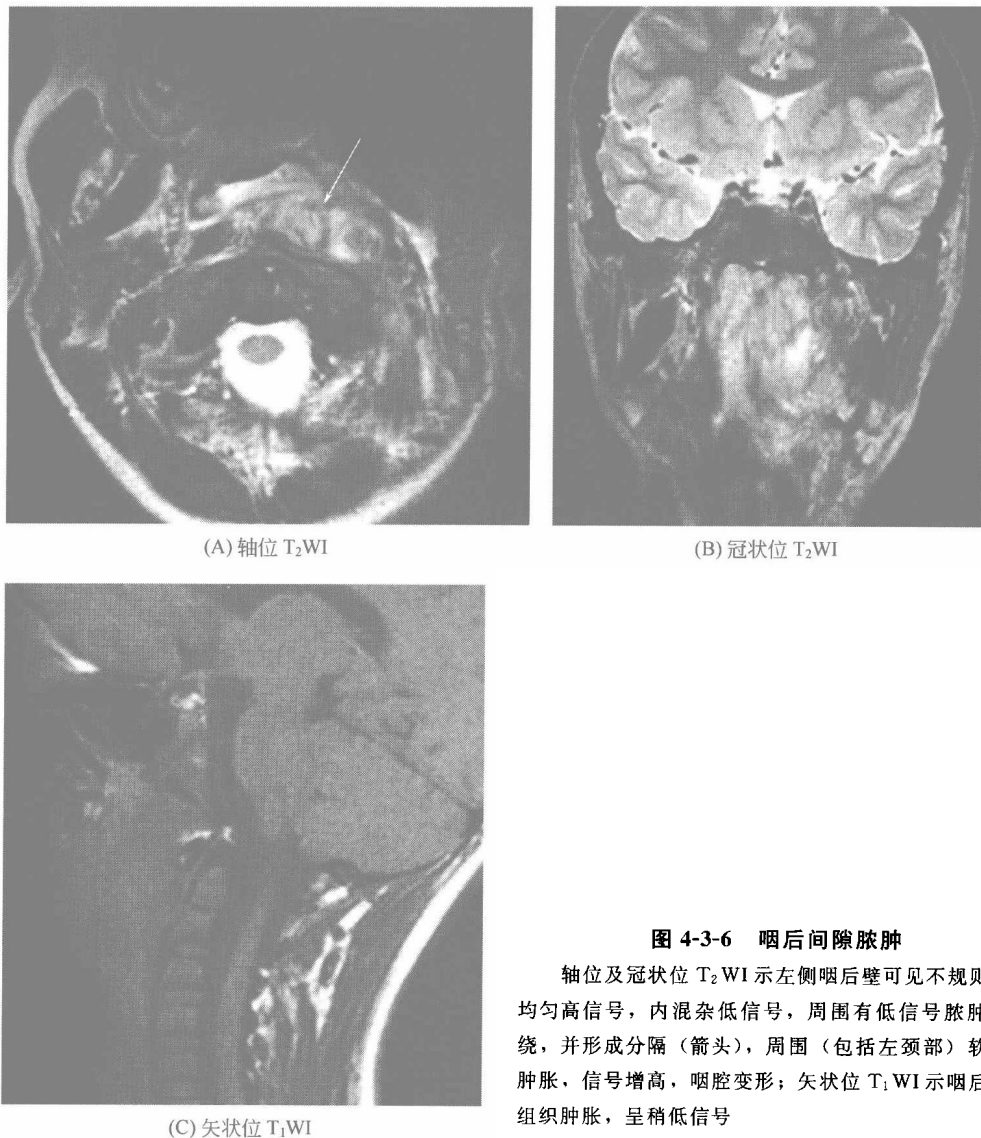 (A) 轴位 T₂WI
(B) 冠状位 T₂WI
(C) 矢状位 T₁WI
图 4-3-6 咽后间隙脓肿
轴位及冠状位 T₂WI 示左侧咽后壁可见不规则
均匀高信号，内混杂低信号，周围有低信号脓肿
绕，并形成分隔（箭头），周围（包括左颈部）软
肿胀，信号增高，咽腔变形；矢状位 T₁WI 示咽后
组织肿胀，呈稍低信号